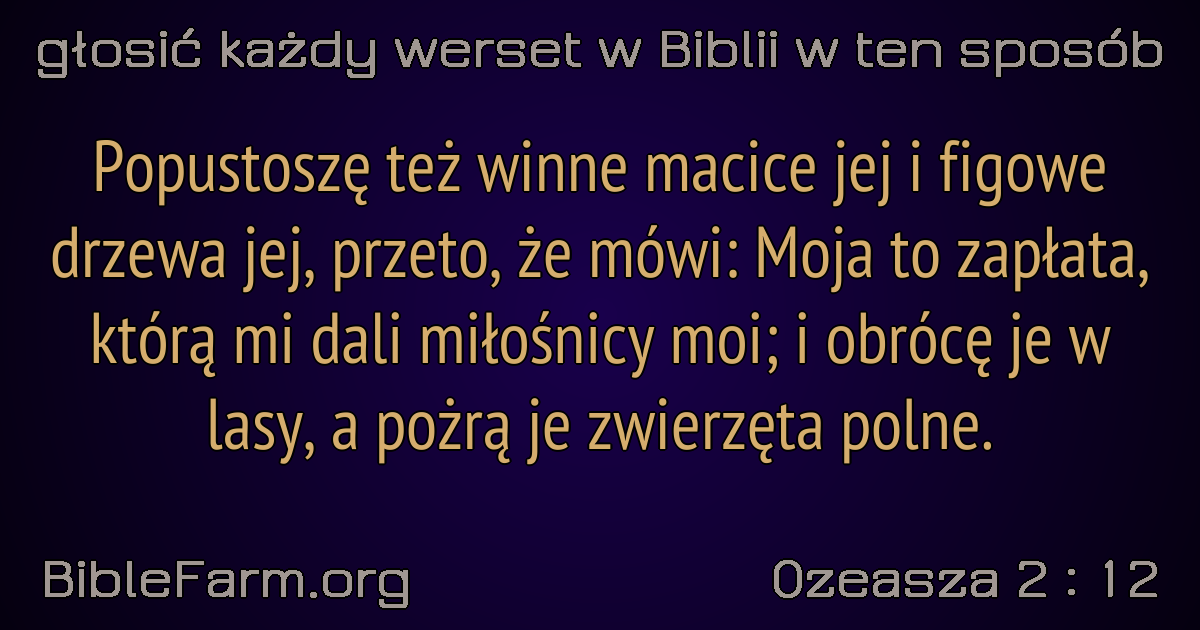 głosić każdy werset w Biblii w ten sposób
Popustoszę też winne macice jej i figowe
drzewa jej, przeto, że mówi: Moja to zapłata,
którą mi dali miłośnicy moi; i obrócę je w
lasy, a pożrą je zwierzęta polne.
BibleFarm.org
Ozeasza 2 : 12